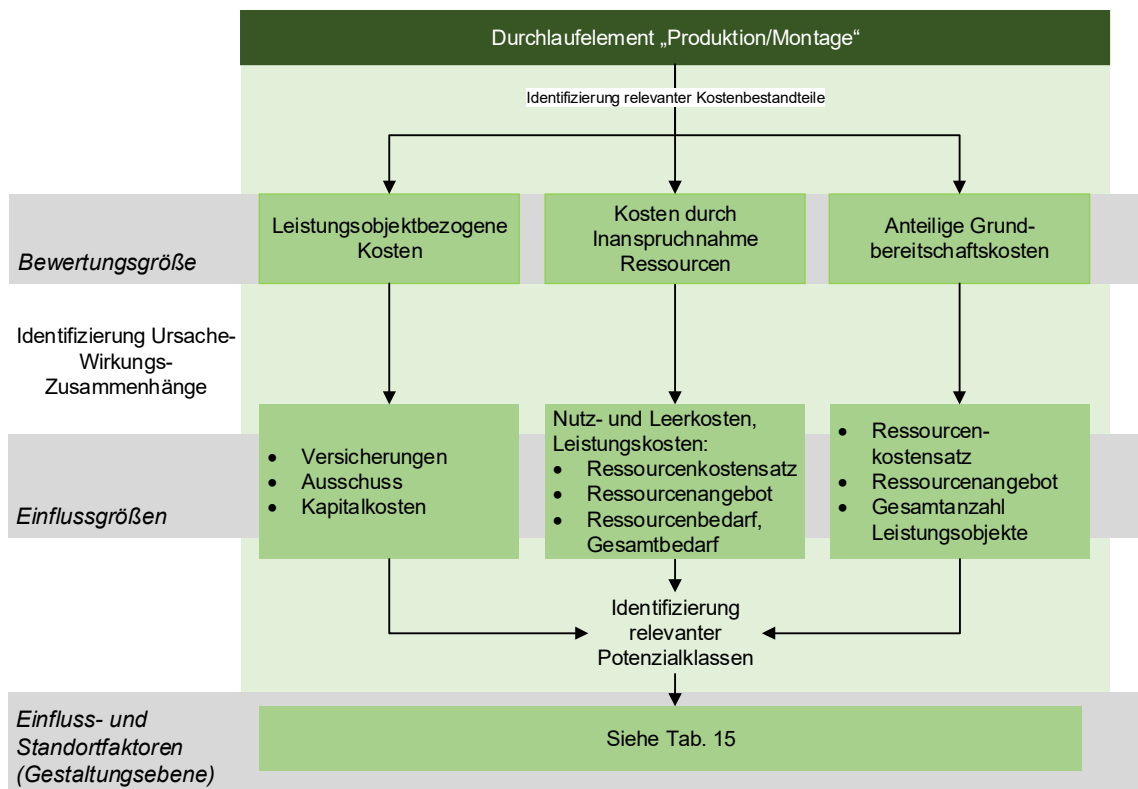 Durchlaufelement „Produktion/Montage“
Identifizierung relevanter Kostenbestandteile
Bewertungsgröße
Leistungsobjektbezogene
Kosten
Kosten durch
Inanspruchnahme
Ressourcen
Anteilige Grund-
bereitschaftskosten
Identifizierung Ursache-
Wirkungs-
Zusammenhänge
Einflussgrößen
• Versicherungen
• Ausschuss
• Kapitalkosten
Nutz- und Leerkosten,
Leistungskosten:
• Ressourcenkostensatz
• Ressourcenangebot
• Ressourcenbedarf,
Gesamtbedarf
• Ressourcen-
kostensatz
• Ressourcenangebot
• Gesamtanzahl
Leistungsobjekte
Identifizierung
relevanter
Potenzialklassen
Einfluss- und
Standortfaktoren
(Gestaltungsebene)
Siehe Tab. 15